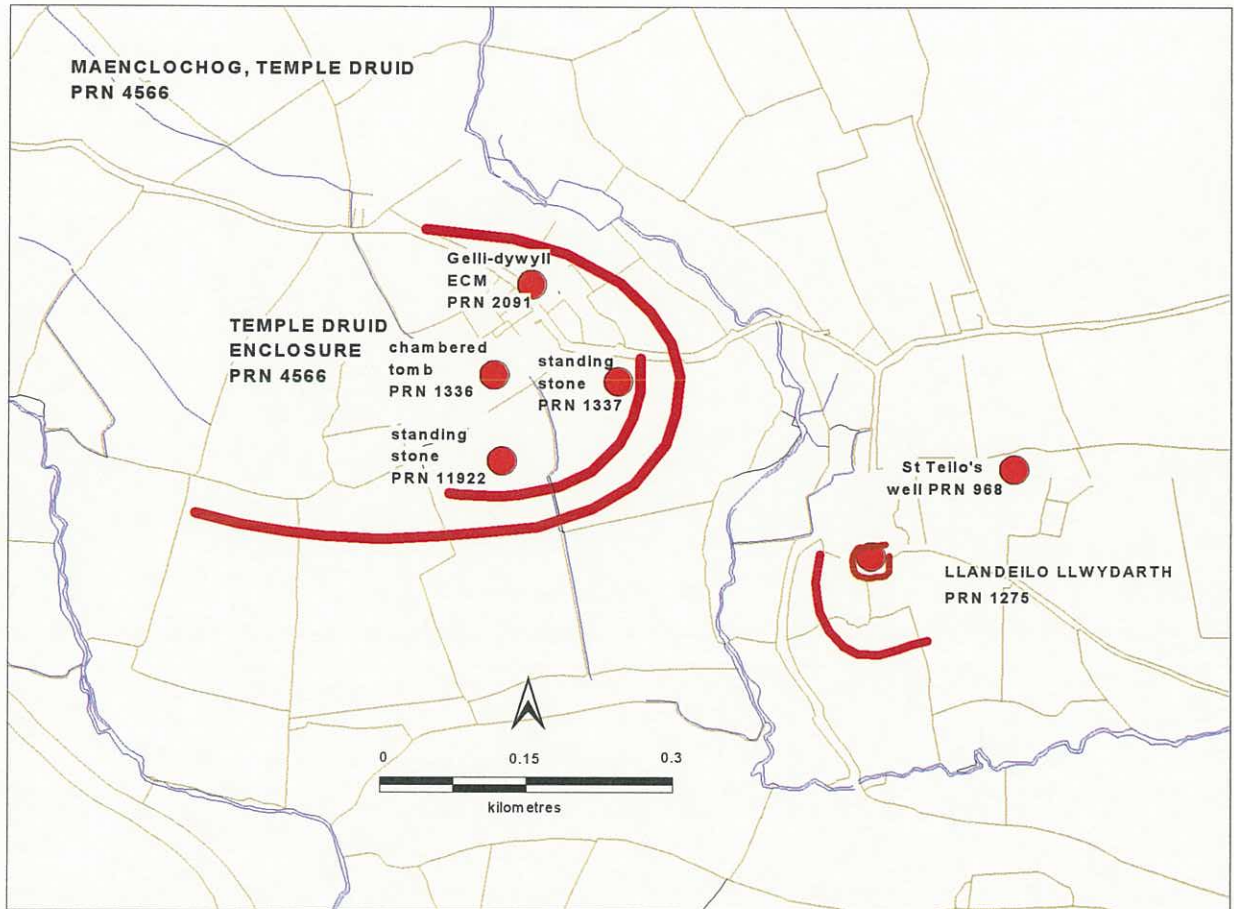 MAENCLOCHOG, TEMPLE DRUID
PRN 4566
Gelli-dywyll
ECM
PRN 2091
TEMPLE DRUID
ENCLOSURE
PRN 4566
chambered
tomb
PRN 1336
standing
stone
PRN 1337
standing
stone
PRN 11922
St Teilo's
well PRN 968
LLANDEILO LLWYDARTH
PRN 1275
0 0.15 0.3
kilometres